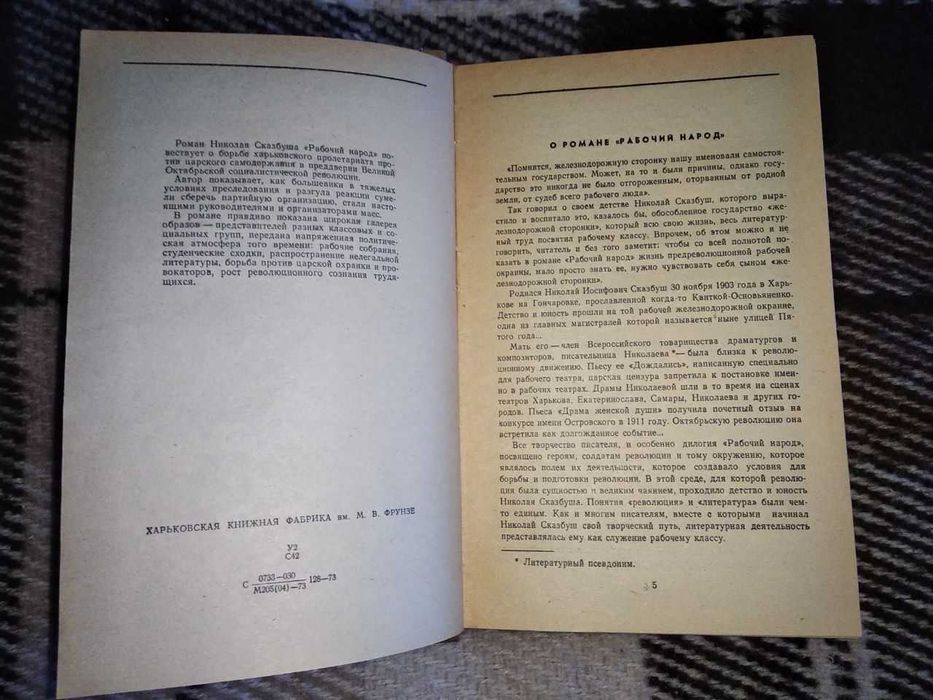 Роман Николая Сказбуша «Рабочий народ» по-
вествует о борьбе харьковского пролетариата про-
тив царского самодержавия в преддверии Великой
Октябрьской социалистической революции.
Автор показывает, как большевики в тяжелых
условиях преследования и разгула реакции суме-
ли сберечь партийную организацию, стали настоя-
ящими руководителями и организаторами масс.
В романе правдиво показана широкая галерея
образов — представителей разных классовых и со-
циальных групп, передана напряженная политиче-
ская атмосфера того времени: рабочие собрания,
студенческие сходки, распространение нелегальной
литературы, борьба против царской охранки и про-
вокаторов, рост революционного сознания трудя-
щихся.
ХАРЬКОВСКАЯ КНИЖНАЯ ФАБРИКА им. М. В. ФРУНЗЕ
У2
С42
С 0733—030 128—73
М205(04)—73
О РОМАНЕ «РАБОЧИЙ НАРОД»
«Помнится, железнодорожную сторонку нашу именовали самостоя-
тельным государством. Может, на то и были причины, однако госу-
дарство это никогда не было отгороженным, оторванным от родной
земли, от судеб всего рабочего люда».
Так говорил о своем детстве Николай Сказбуш, которого выра-
стило и воспитало это, казалось бы, обособленное государство «же-
лезнодорожной сторонки», который всю свою жизнь, весь литератур-
ный труд посвятил рабочему классу. Впрочем, об этом можно и не
говорить, читатель и без того заметит: чтобы со всей полнотой по-
казать в романе «Рабочий народ» жизнь предреволюционной рабочей
окраины, мало просто знать ее, нужно чувствовать себя сыном «же-
лезнодорожной сторонки».
Родился Николай Иосифович Сказбуш 30 ноября 1903 года в Харь-
кове на Гончаровке, прославленной когда-то Квиткой-Основьяненко.
Детство и юность прошли на той рабочей железнодорожной окраине,
одна из главных магистралей которой называется ныне улицей Пя-
того года...
Мать его — член Всероссийского товарищества драматургов и
композиторов, писательница Николаева *— была близка к револю-
ционному движению. Пьесу ее «Дождались», написанную специально
для рабочего театра, царская цензура запретила к постановке имен-
но в рабочих театрах. Драмы Николаевой шли в то время на сценах
театров Харькова, Екатеринослава, Самары, Николаева и других го-
родов. Пьеса «Драма женской души» получила почетный отзыв на
конкурсе имени Островского в 1911 году. Октябрьскую революцию она
встретила как долгожданное событие...
Все творчество писателя, и особенно дилогия «Рабочий народ»,
посвящено героям, солдатам революции и тому окружению, которое
являлось полем их деятельности, которое создавало условия для
борьбы и подготовки революции. В этой среде, для которой револю-
ция была сущностью и великим чаянием, проходило детство и юность
Николая Сказбуша. Понятия «революция» и «литература» были чем-
то единым. Как и многим писателям, вместе с которыми начинал
Николай Сказбуш свой творческий путь, литературная деятельность
представлялась ему как служение рабочему классу.
* Литературный псевдоним.
5